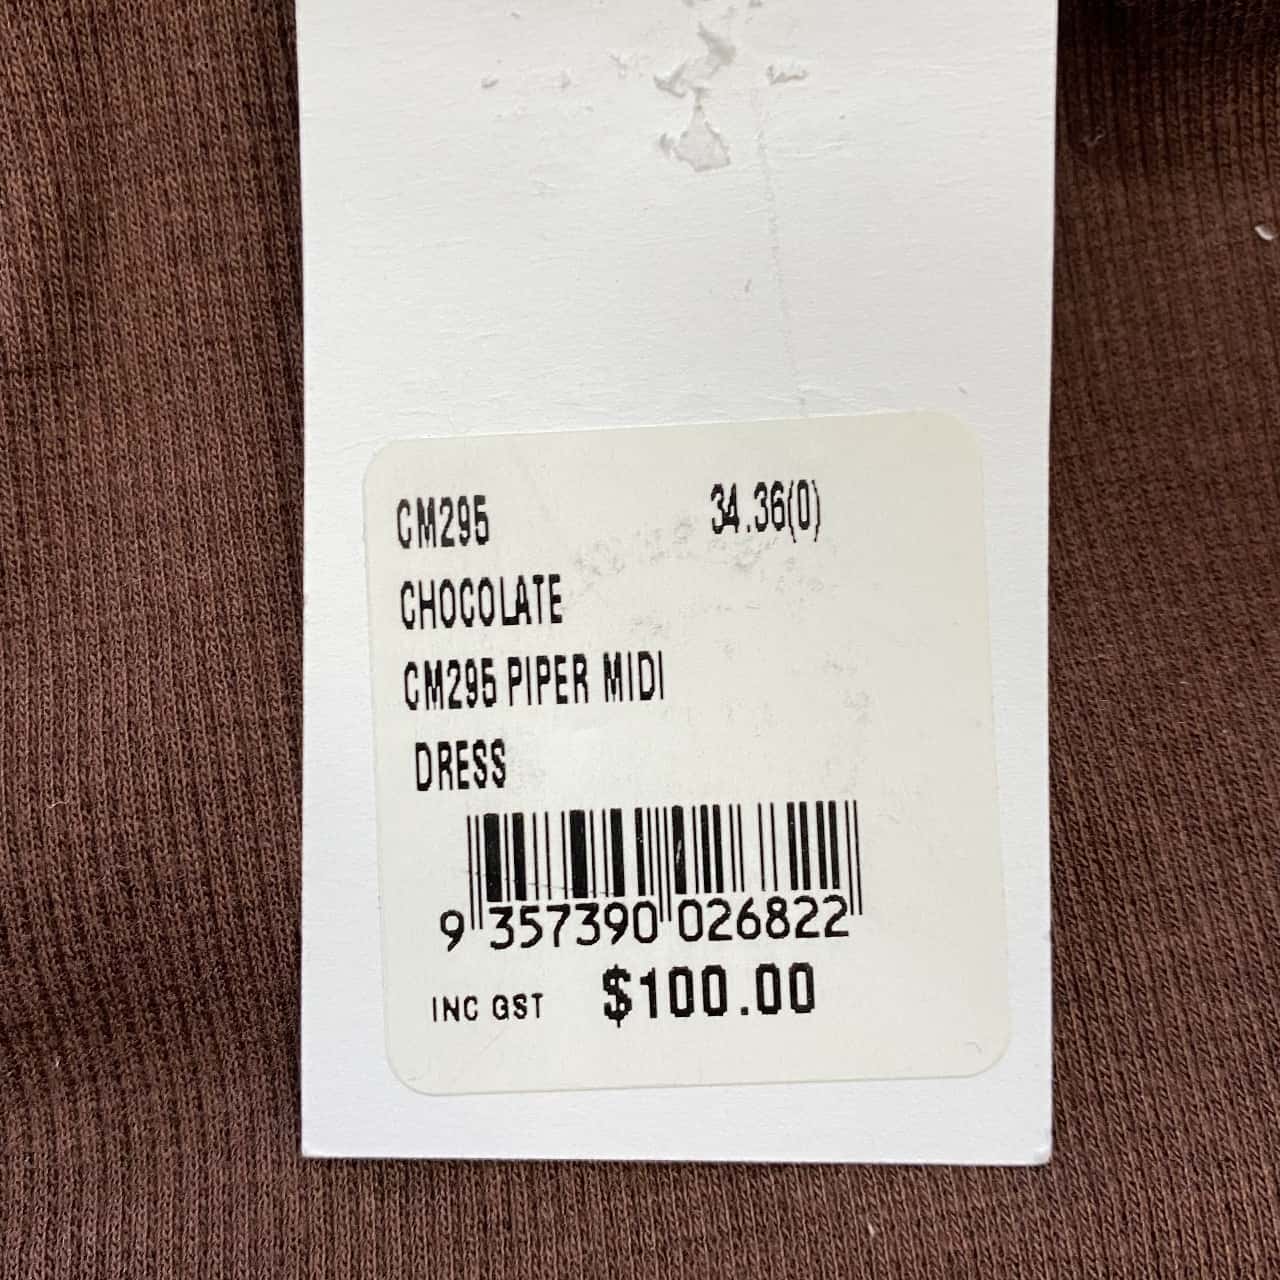 CM295 34.36(0)
CHOCOLATE
CM295 PIPER MIDI
DRESS
9 357390 026822
INC GST $100.00